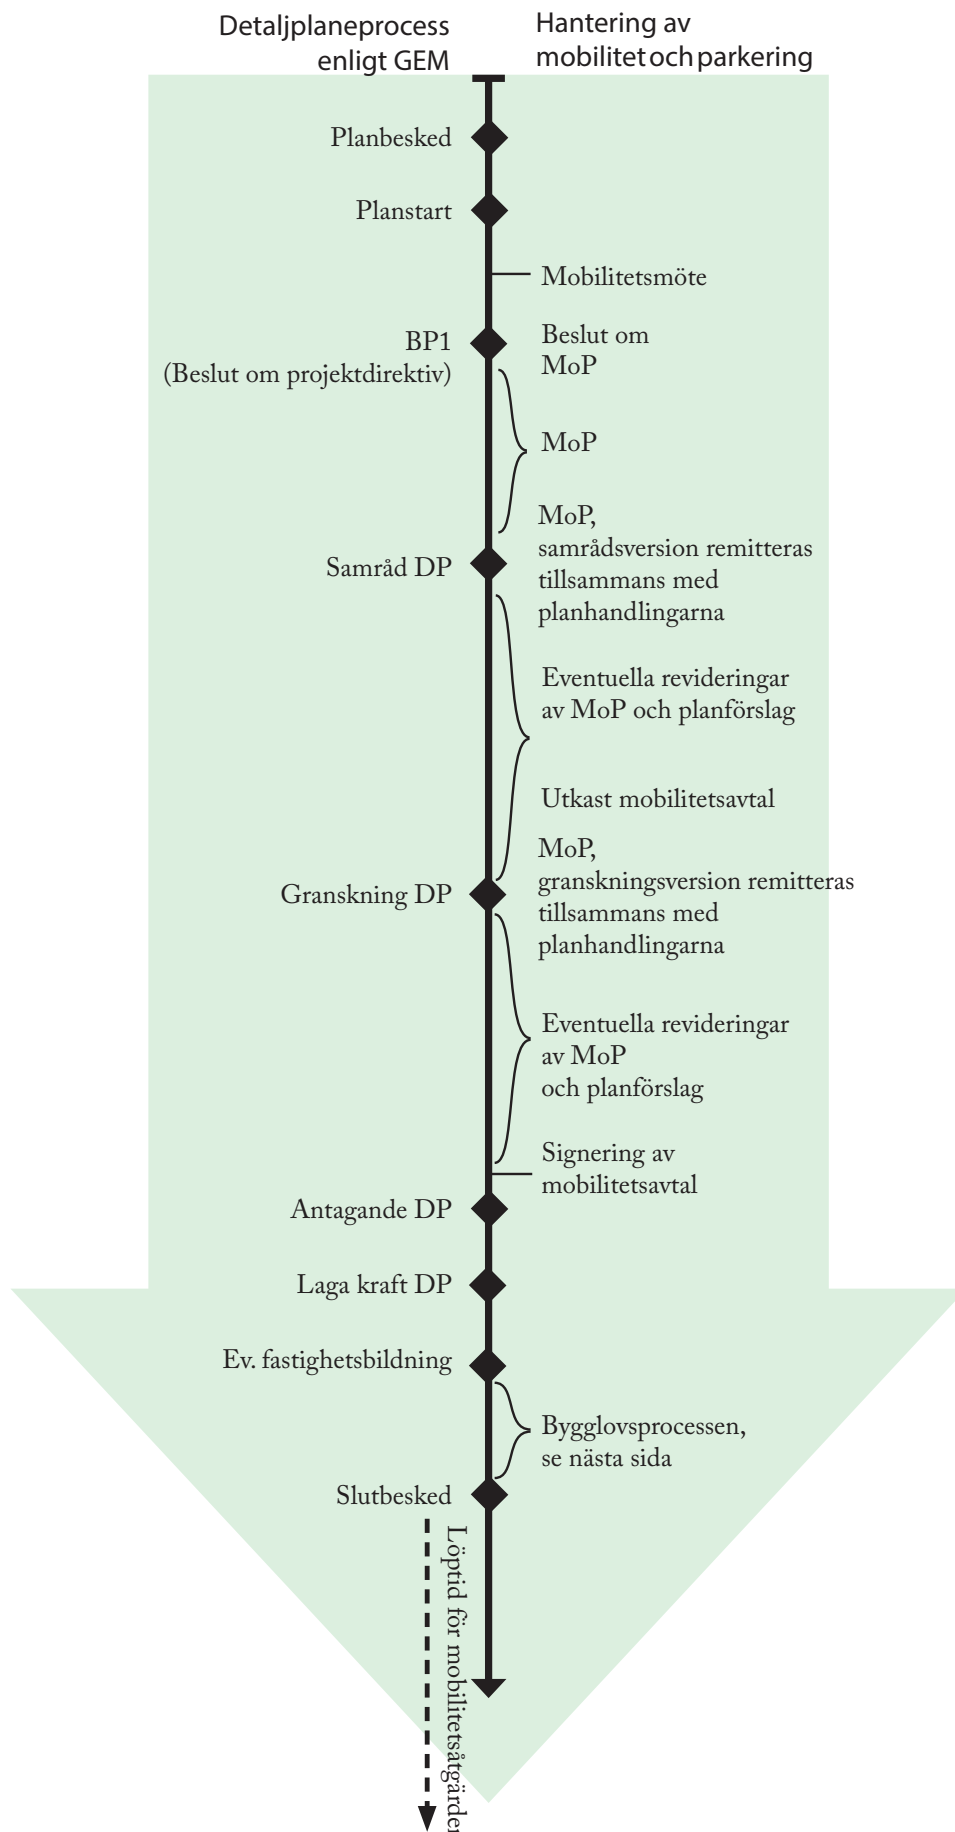 Detaljplaneprocess
enligt GEM
Hantering av
mobilitet och parkering
Planbesked
Planstart
Mobilitetsmöte
BP1
(Beslut om projektdirektiv)
Beslut om
MoP
MoP
Samråd DP
MoP,
samrådsversion remitteras
tillsammans med
planhandlingarna
Eventuella revideringar
av MoP och planförslag
Utkast mobilitetsavtal
Granskning DP
MoP,
granskningsversion remitteras
tillsammans med
planhandlingarna
Eventuella revideringar
av MoP
och planförslag
Signering av
mobilitetsavtal
Antagande DP
Laga kraft DP
Ev. fastighetsbildning
Bygglovsprocessen,
se nästa sida
Slutbesked
Löptid för mobilitetsåtgärder